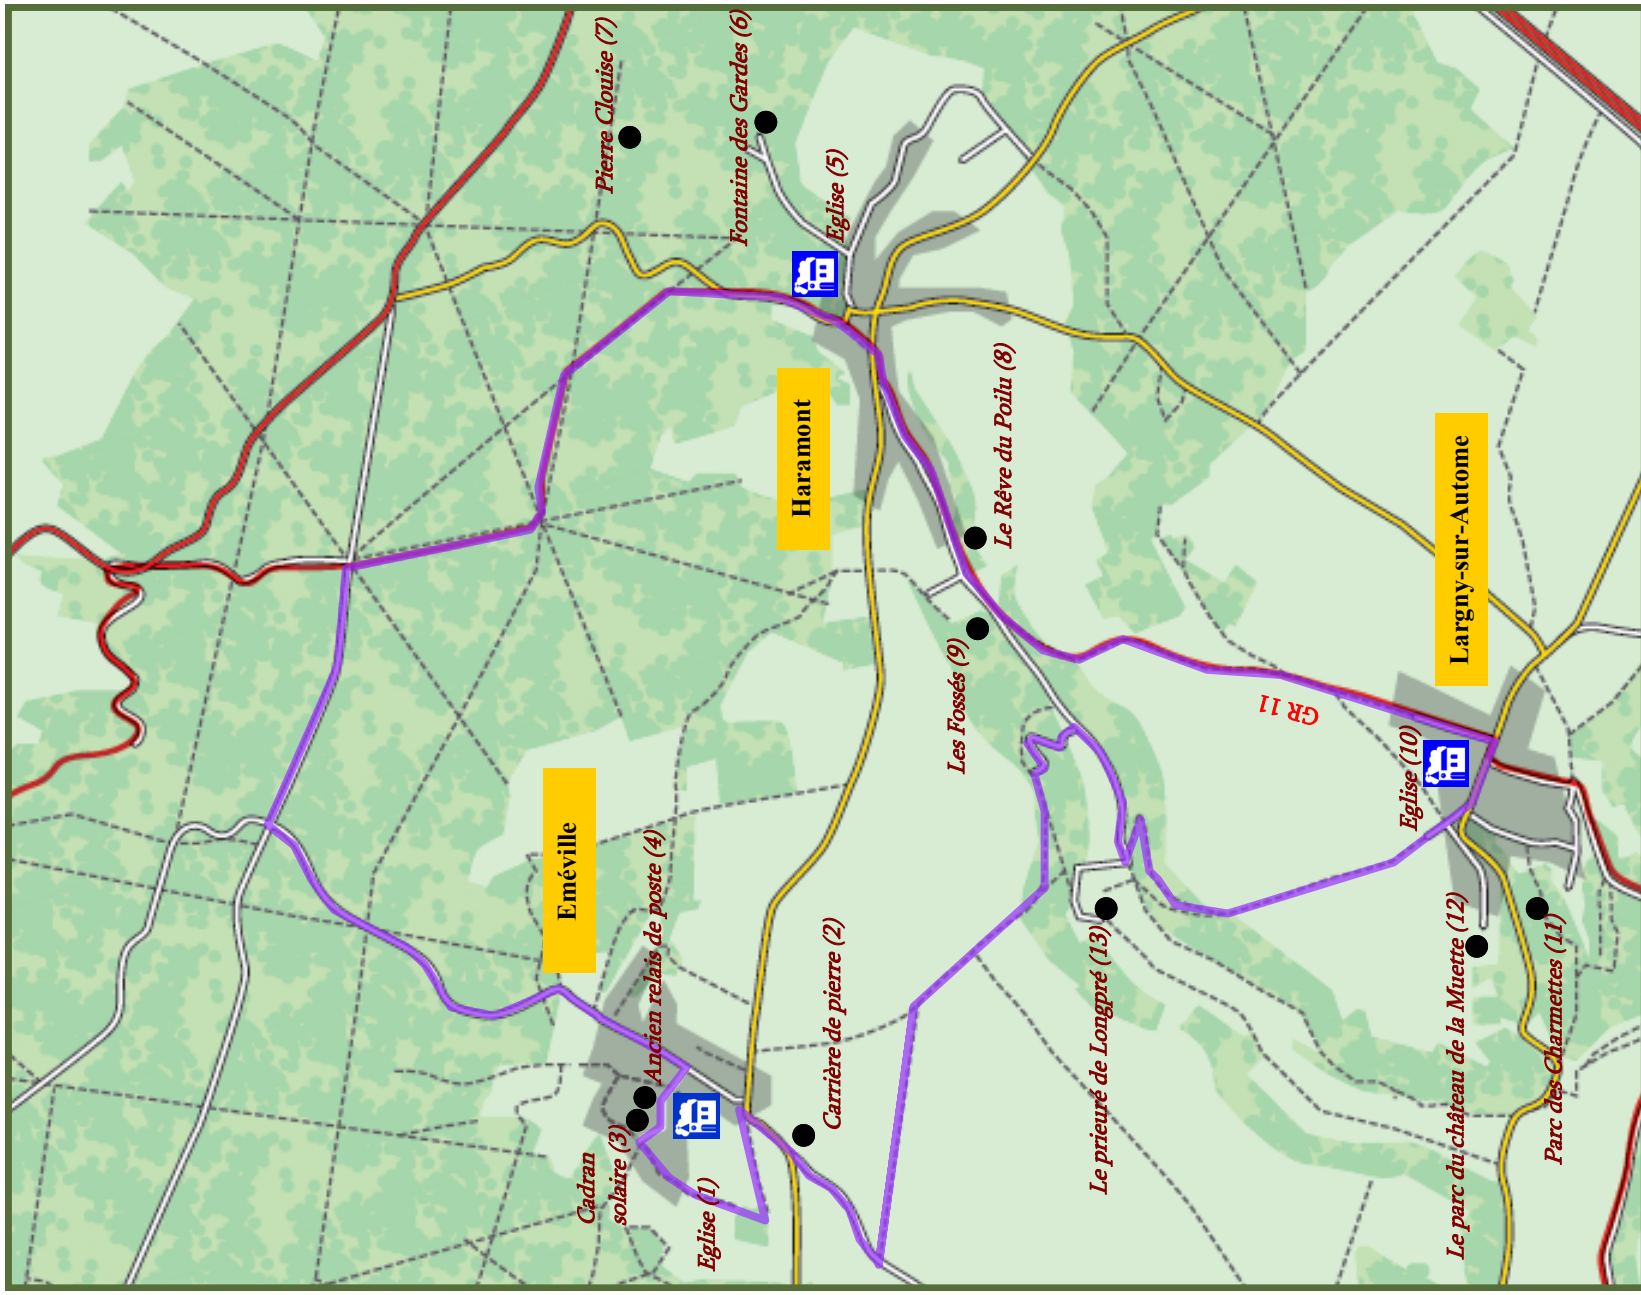 Pierre Clouise (7)
Fontaine des Gardes (6)
Eglise (5)
Haramont
Le Rêve du Poilu (8)
Largny-sur-Automne
Les Fossés (9)
GR 11
Eglise (10)
Eméville
Ancien relais de poste (4)
Carrière de pierre (2)
Cadran
solaire (3)
Eglise (1)
Le prieuré de Longpré (13)
Le parc du château de la Muette (12)
Parc des Charmettes (11)